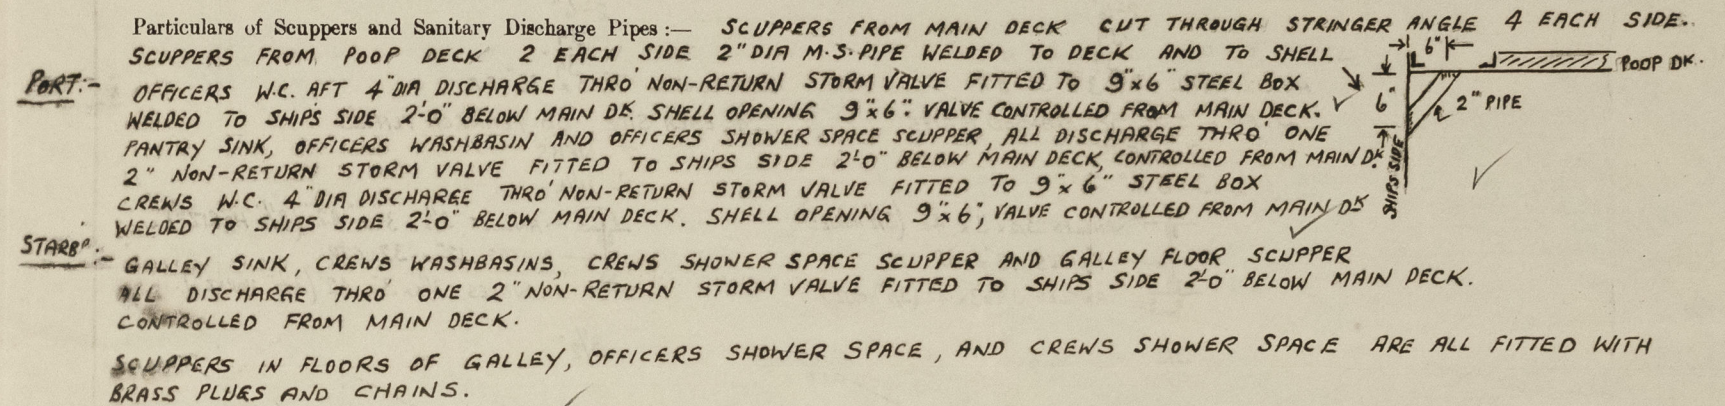 Particulars of Scuppers and Sanitary Discharge Pipes :— SCUPPERS FROM MAIN DECK CUT THROUGH STRINGER ANGLE 4 EACH SIDE.
SCUPPERS FROM POOP DECK 2 EACH SIDE 2" DIA M.S. PIPE WELDED TO DECK AND TO SHELL
6"
POOP DK.
6"
2" PIPE
SHIPS SIDE
PORT:-
OFFICERS W.C. AFT 4" DIA DISCHARGE THRO' NON-RETURN STORM VALVE FITTED TO 9"x6" STEEL BOX
WELDED TO SHIPS SIDE 2'-0" BELOW MAIN DK. SHELL OPENING 9"x6". VALVE CONTROLLED FROM MAIN DECK.
PANTRY SINK, OFFICERS WASHBASIN AND OFFICERS SHOWER SPACE SCUPPER, ALL DISCHARGE THRO' ONE
2" NON-RETURN STORM VALVE FITTED TO SHIPS SIDE 2'-0" BELOW MAIN DECK, CONTROLLED FROM MAIN DK.
CREWS W.C. 4" DIA DISCHARGE THRO' NON-RETURN STORM VALVE FITTED TO 9"x6" STEEL BOX
WELDED TO SHIPS SIDE 2'-0" BELOW MAIN DECK. SHELL OPENING 9"x6", VALVE CONTROLLED FROM MAIN DK
STARBD:-
GALLEY SINK, CREWS WASHBASINS, CREWS SHOWER SPACE SCUPPER AND GALLEY FLOOR SCUPPER
ALL DISCHARGE THRO' ONE 2" NON-RETURN STORM VALVE FITTED TO SHIPS SIDE 2'-0" BELOW MAIN DECK.
CONTROLLED FROM MAIN DECK.
SCUPPERS IN FLOORS OF GALLEY, OFFICERS SHOWER SPACE, AND CREWS SHOWER SPACE ARE ALL FITTED WITH
BRASS PLUGS AND CHAINS.